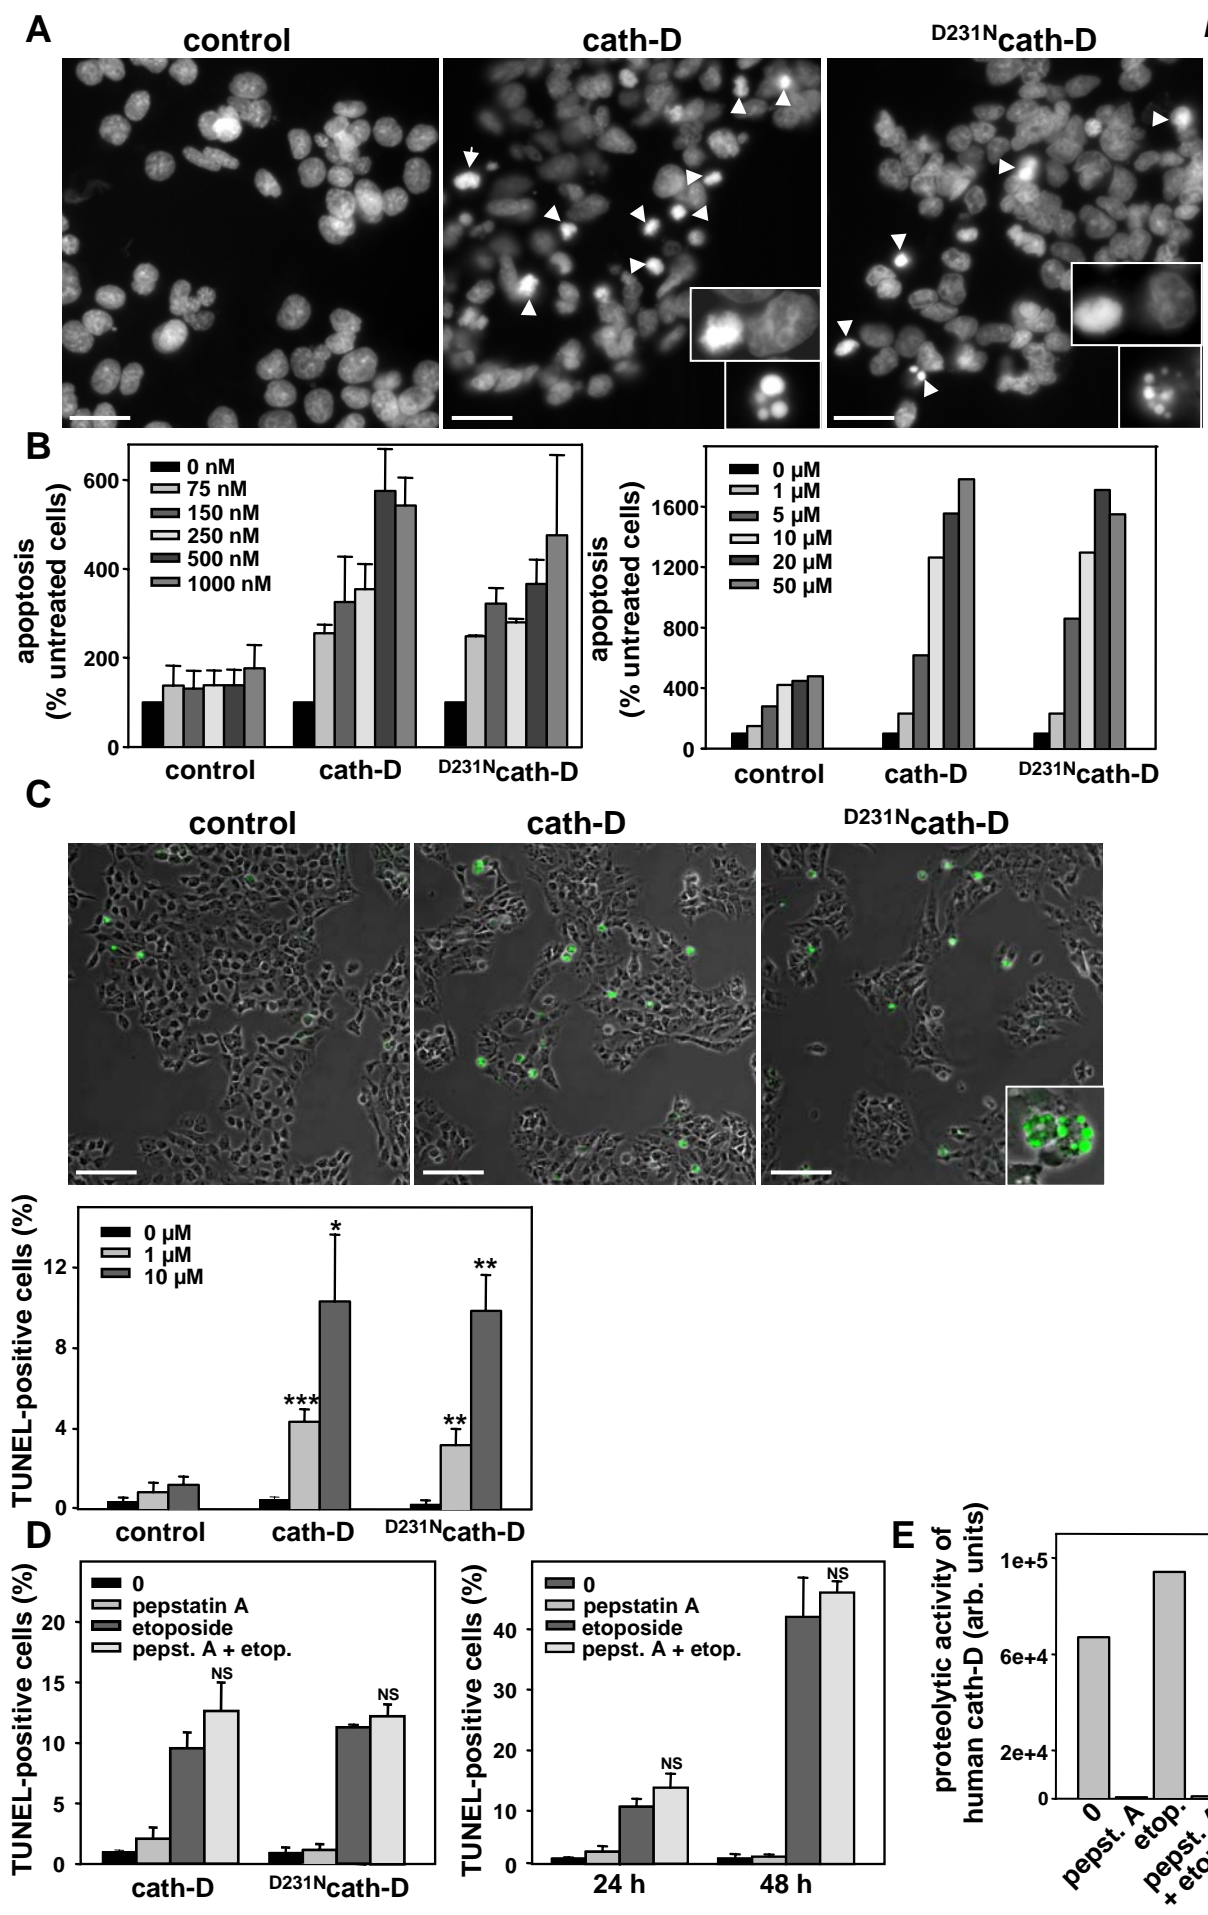 A
control
cath-D
D231Ncath-D
B
apoptosis
(% untreated cells)
600
400
200
0
0 nM
75 nM
150 nM
250 nM
500 nM
1000 nM
control
cath-D
D231Ncath-D
apoptosis
(% untreated cells)
1600
1200
800
400
0
0 µM
1 µM
5 µM
10 µM
20 µM
50 µM
control
cath-D
D231Ncath-D
C
control
cath-D
D231Ncath-D
TUNEL-positive cells (%)
12
8
4
0
0 µM
1 µM
10 µM
***
*
**
**
control
cath-D
D231Ncath-D
D
TUNEL-positive cells (%)
20
15
10
5
0
0
pepstatin A
etoposide
pepst. A + etop.
NS
NS
cath-D
D231Ncath-D
TUNEL-positive cells (%)
40
30
20
10
0
0
pepstatin A
etoposide
pepst. A + etop.
NS
NS
24 h
48 h
E
proteolytic activity of
human cath-D (arb. units)
1e+5
6e+4
2e+4
0
0
pepst. A
etop.
pepst.
+